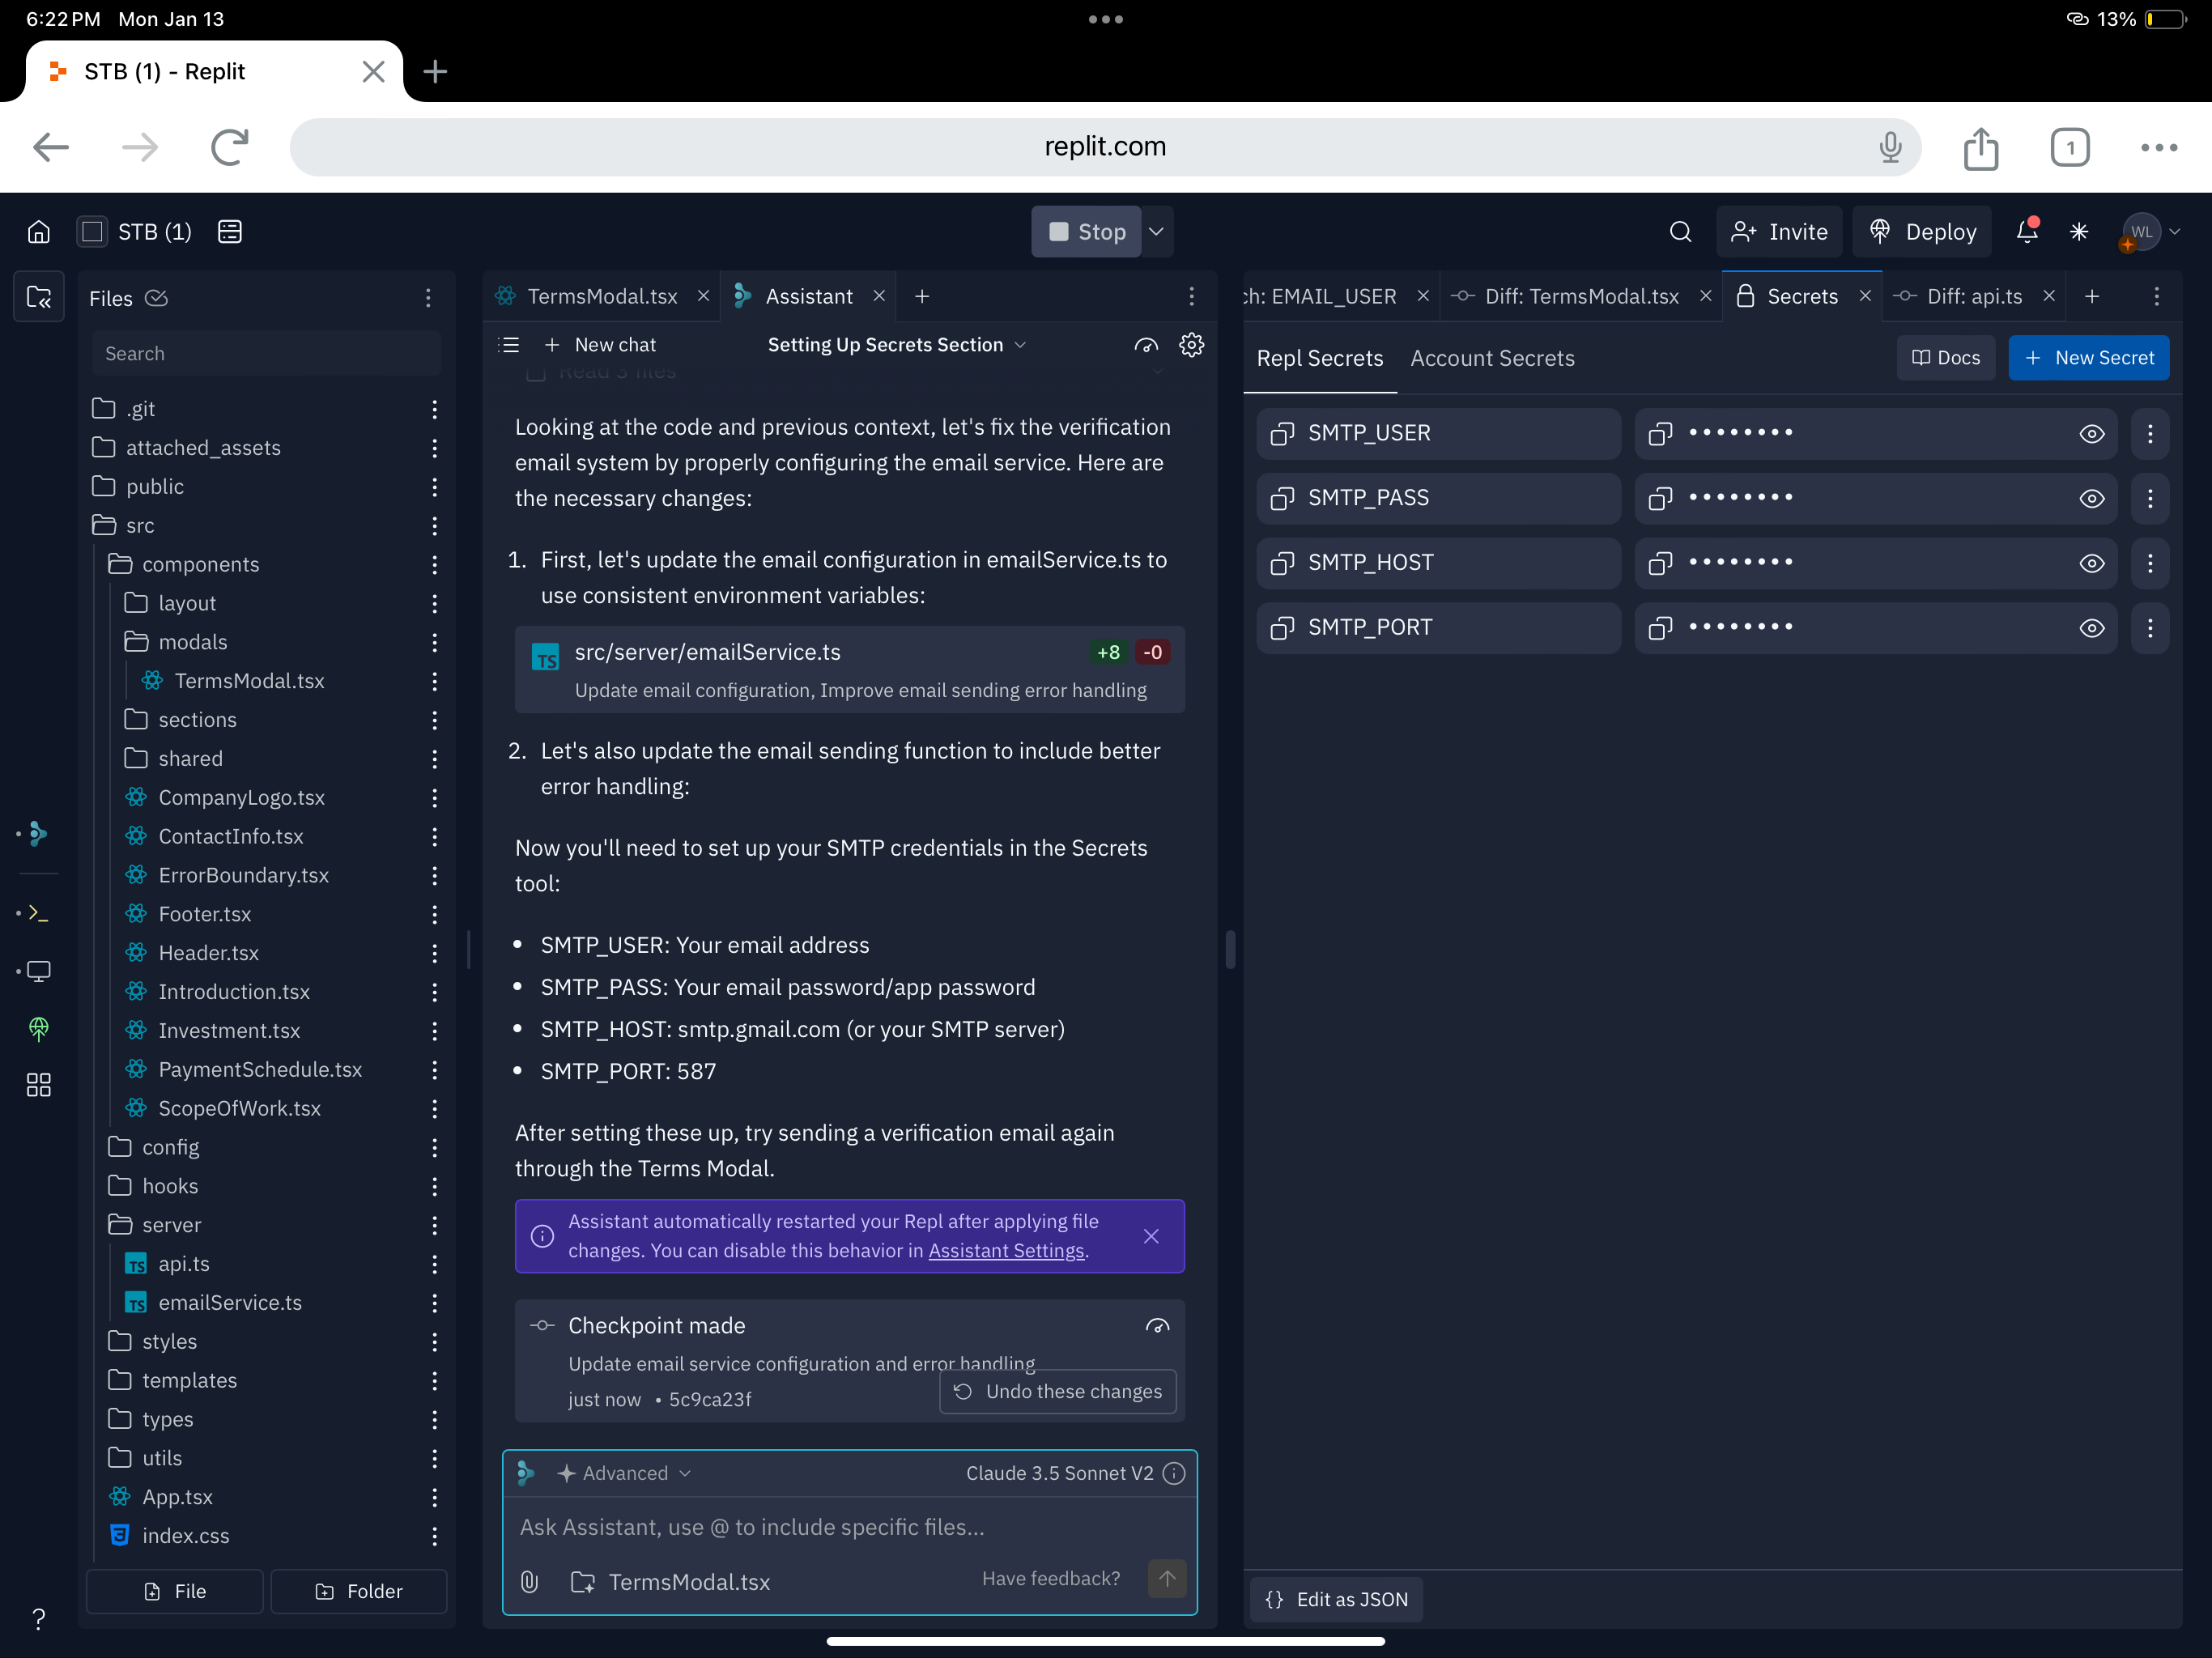 6:22 PM Mon Jan 13
13%
STB (1) - Replit
replit.com
1
STB (1)
Stop
Invite
Deploy
WL
Files
Search
.git
attached_assets
public
src
components
layout
modals
TermsModal.tsx
sections
shared
CompanyLogo.tsx
ContactInfo.tsx
ErrorBoundary.tsx
Footer.tsx
Header.tsx
Introduction.tsx
Investment.tsx
PaymentSchedule.tsx
ScopeOfWork.tsx
config
hooks
server
TS api.ts
TS emailService.ts
styles
templates
types
utils
App.tsx
index.css
File
Folder
?
TermsModal.tsx
Assistant
New chat
Setting Up Secrets Section
Read 3 files
Looking at the code and previous context, let's fix the verification
email system by properly configuring the email service. Here are
the necessary changes:
1. First, let's update the email configuration in emailService.ts to
use consistent environment variables:
TS src/server/emailService.ts +8 -0
Update email configuration, Improve email sending error handling
2. Let's also update the email sending function to include better
error handling:
Now you'll need to set up your SMTP credentials in the Secrets
tool:
• SMTP_USER: Your email address
• SMTP_PASS: Your email password/app password
• SMTP_HOST: smtp.gmail.com (or your SMTP server)
• SMTP_PORT: 587
After setting these up, try sending a verification email again
through the Terms Modal.
Assistant automatically restarted your Repl after applying file
changes. You can disable this behavior in Assistant Settings.
Checkpoint made
Update email service configuration and error handling
just now • 5c9ca23f
Undo these changes
Advanced
Claude 3.5 Sonnet V2
Ask Assistant, use @ to include specific files...
TermsModal.tsx
Have feedback?
ch: EMAIL_USER
Diff: TermsModal.tsx
Secrets
Diff: api.ts
Repl Secrets
Account Secrets
Docs
New Secret
SMTP_USER ••••••••
SMTP_PASS ••••••••
SMTP_HOST ••••••••
SMTP_PORT ••••••••
{} Edit as JSON